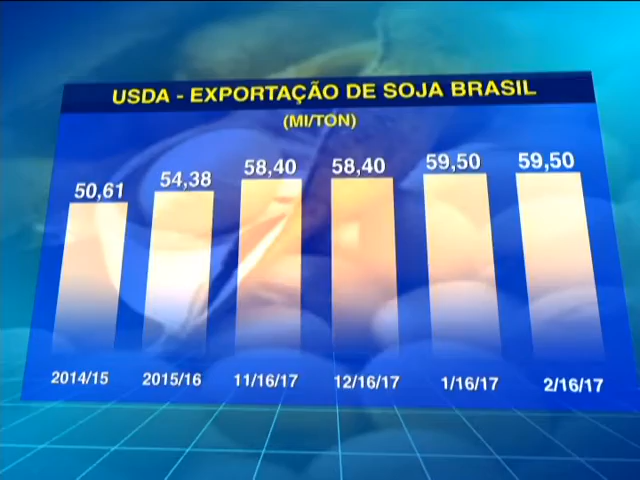 USDA - EXPORTAÇÃO DE SOJA BRASIL
(MI/TON)
50,61 54,38 58,40 58,40 59,50 59,50
2014/15 2015/16 11/16/17 12/16/17 1/16/17 2/16/17